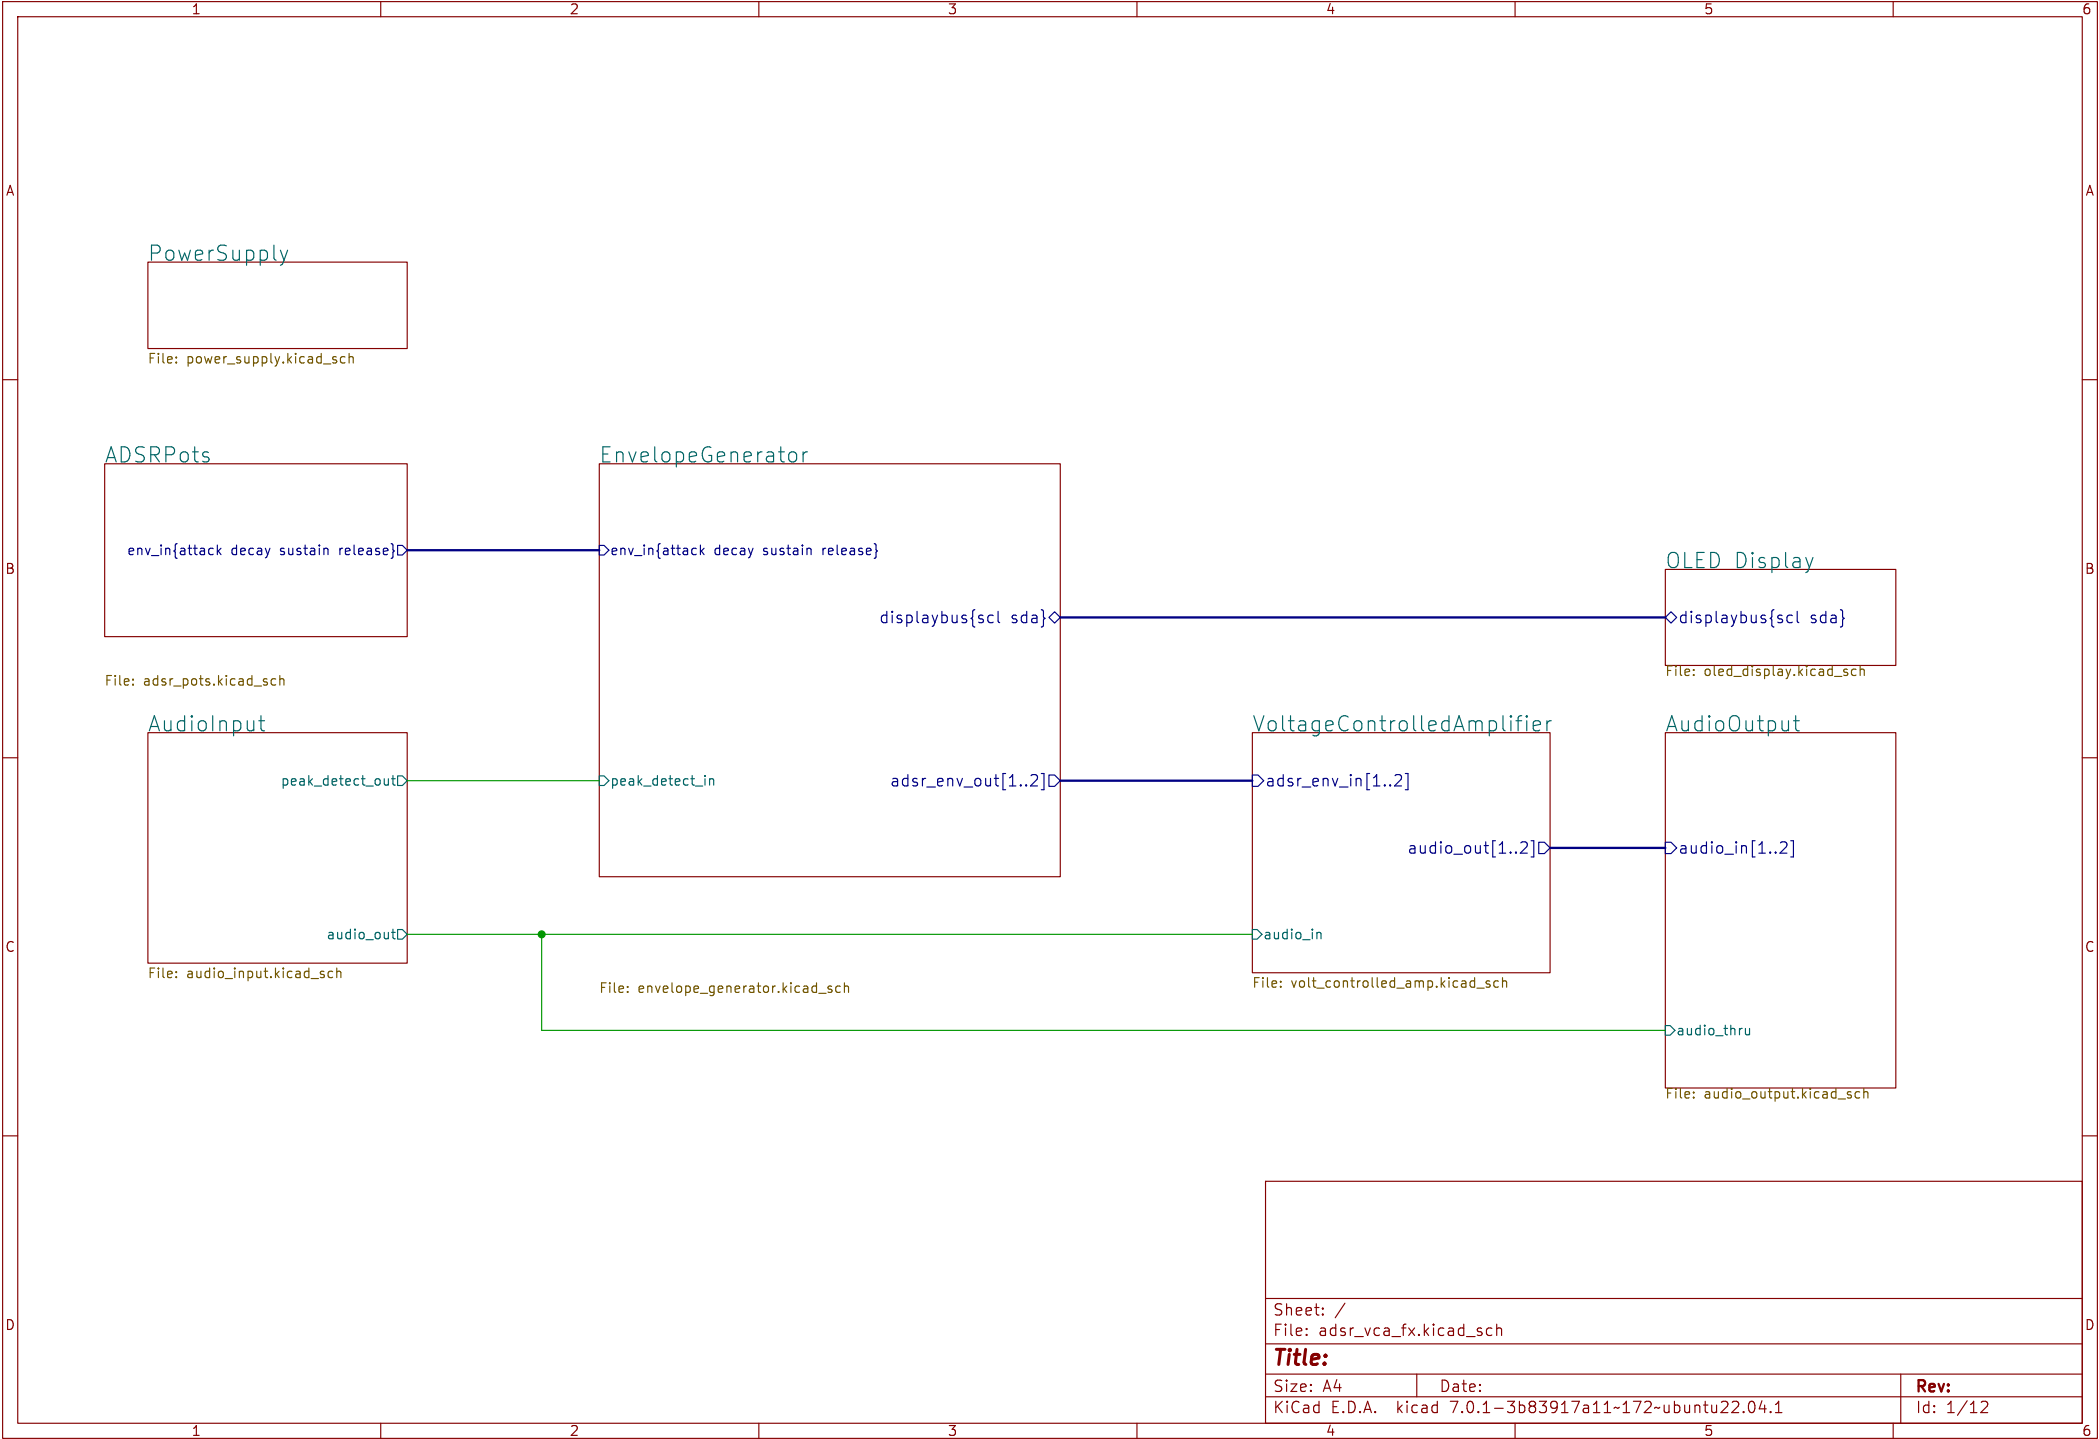 1 2 3 4 5 6
A A
PowerSupply
File: power_supply.kicad_sch
ADSRPots
EnvelopeGenerator
env_in{attack decay sustain release}
env_in{attack decay sustain release}
B B
OLED Display
displaybus{scl sda}
displaybus{scl sda}
File: oled_display.kicad_sch
File: adsr_pots.kicad_sch
AudioInput
VoltageControlledAmplifier
AudioOutput
peak_detect_out
peak_detect_in
adsr_env_out[1..2]
adsr_env_in[1..2]
audio_out[1..2]
audio_in[1..2]
audio_out
audio_in
C C
File: audio_input.kicad_sch
File: envelope_generator.kicad_sch
File: volt_controlled_amp.kicad_sch
audio_thru
File: audio_output.kicad_sch
Sheet: /
File: adsr_vca_fx.kicad_sch
D D
Title:
Size: A4
Date:
Rev:
KiCad E.D.A. kicad 7.0.1-3b83917a11~172~ubuntu22.04.1
Id: 1/12
1 2 3 4 5 6